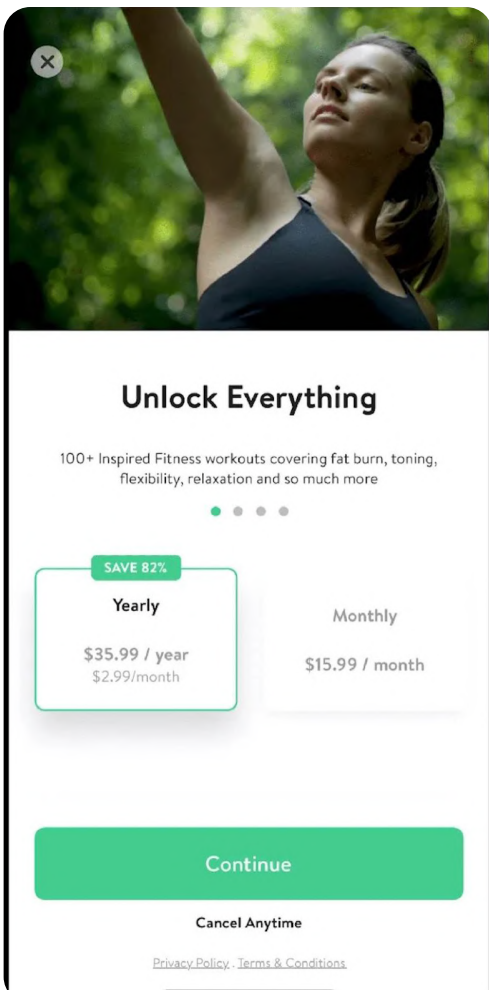 Unlock Everything
100+ Inspired Fitness workouts covering fat burn, toning,
flexibility, relaxation and so much more
SAVE 82%
Yearly
$35.99 / year
$2.99/month
Monthly
$15.99 / month
Continue
Cancel Anytime
Privacy Policy . Terms & Conditions